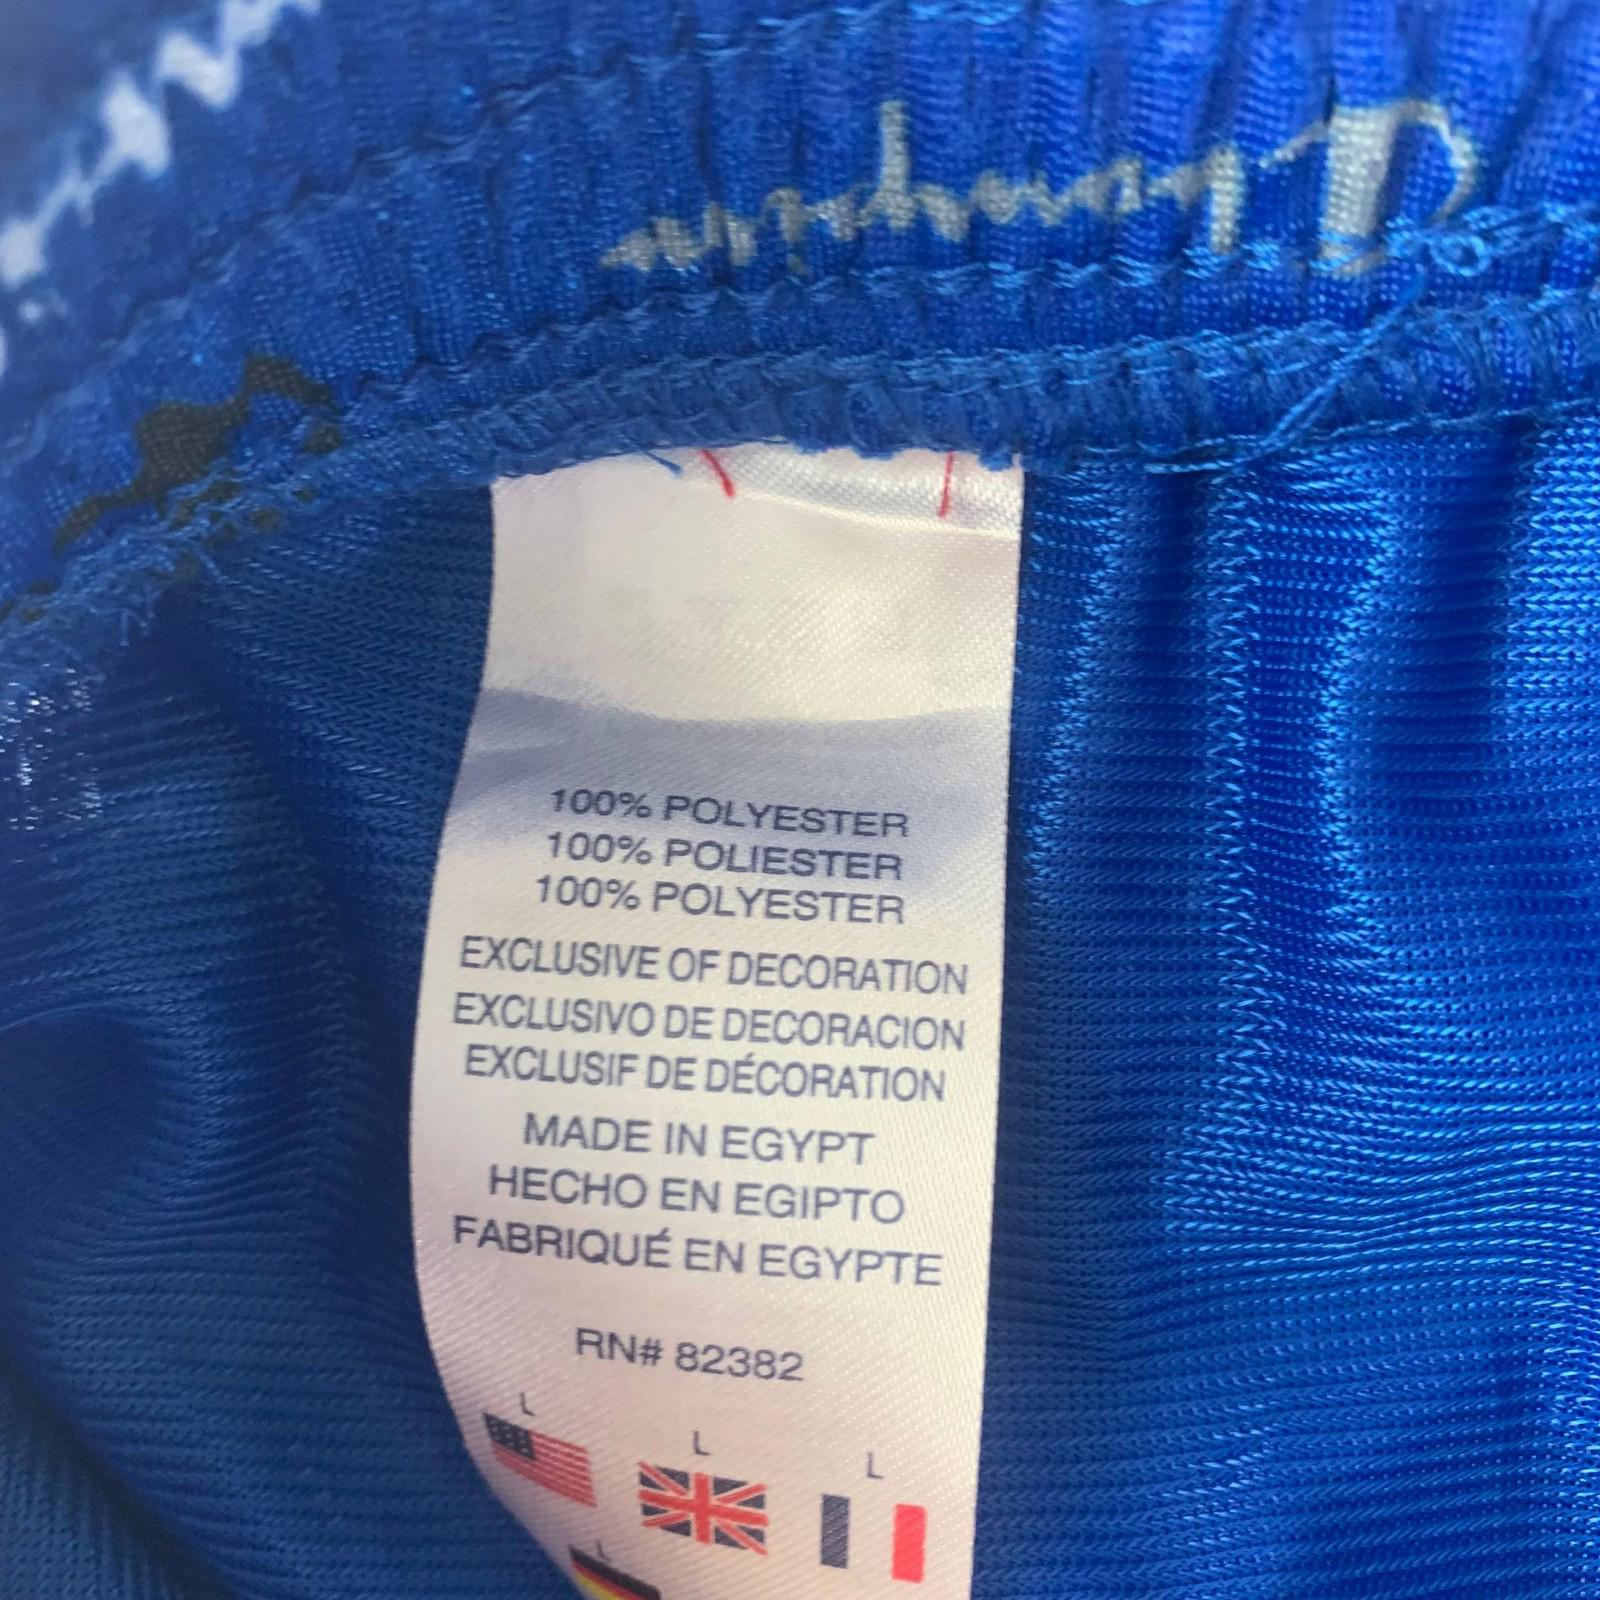 Champion
100% POLYESTER
100% POLIESTER
100% POLYESTER
EXCLUSIVE OF DECORATION
EXCLUSIVO DE DECORACION
EXCLUSIF DE DÉCORATION
MADE IN EGYPT
HECHO EN EGIPTO
FABRIQUÉ EN EGYPTE
RN# 82382
L
L
L
L